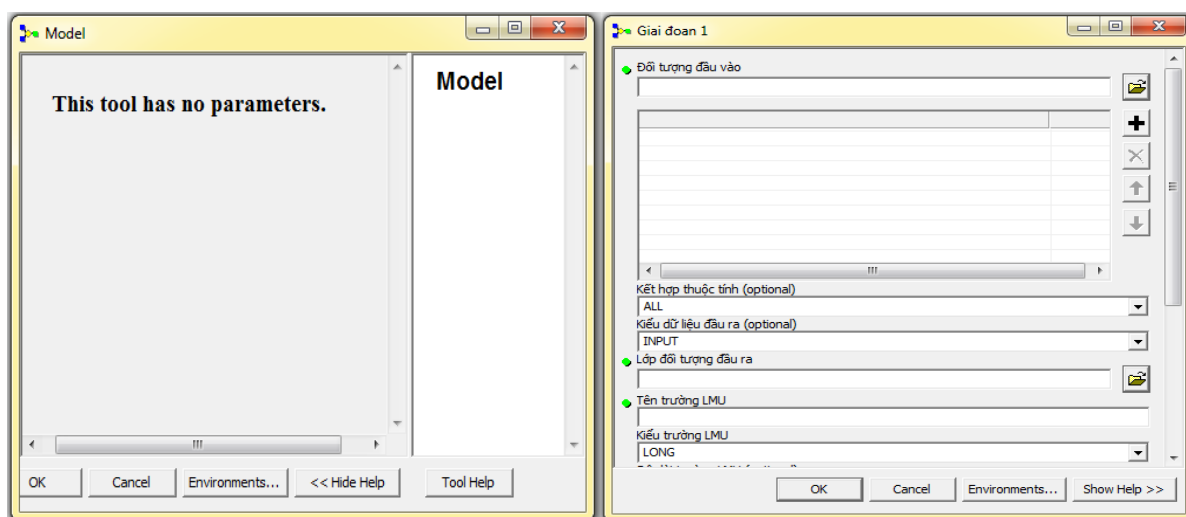 Model
This tool has no parameters.
Model
OK
Cancel
Environments...
<< Hide Help
Tool Help
Giai đoan 1
Đối tượng đầu vào
Kết hợp thuộc tính (optional)
ALL
Kiểu dữ liệu đầu ra (optional)
INPUT
Lớp đối tượng đầu ra
Tên trường LMU
Kiểu trường LMU
LONG
OK
Cancel
Environments...
Show Help >>